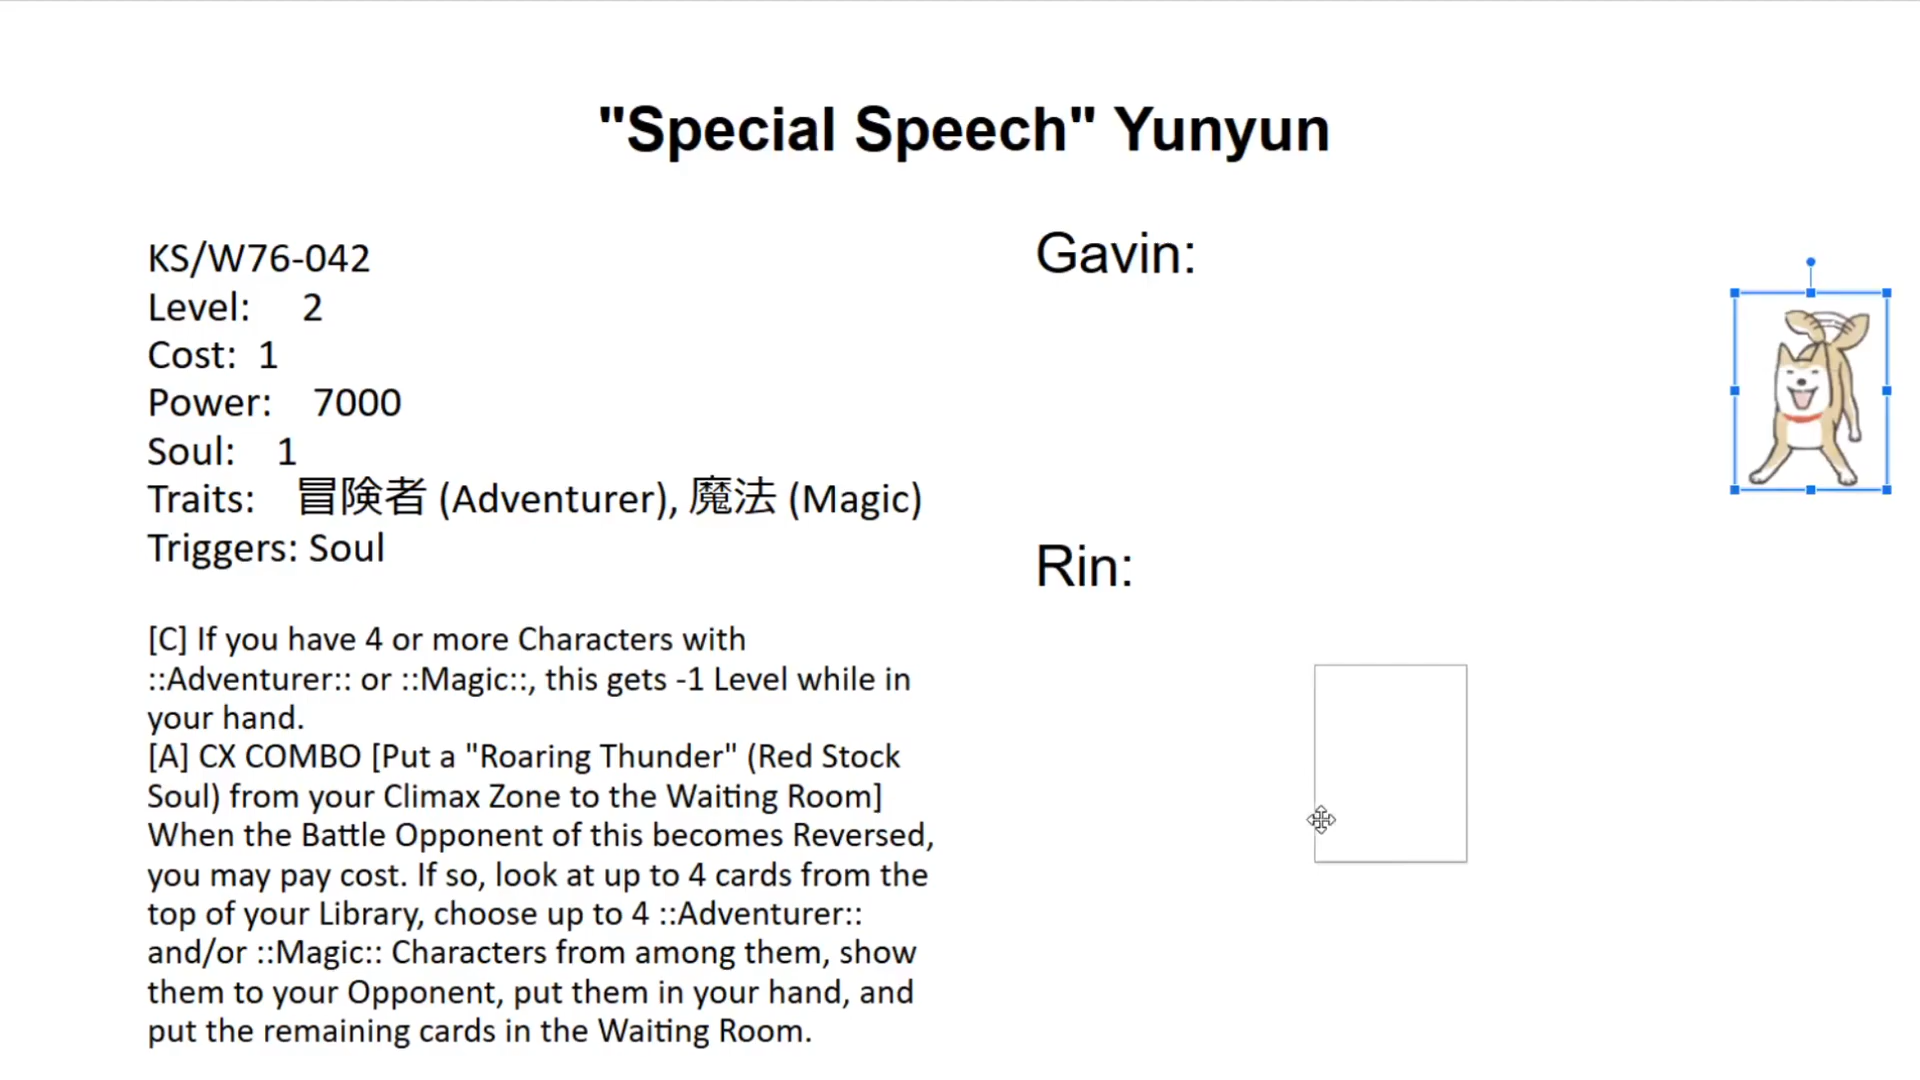 "Special Speech" Yunyun
KS/W76-042
Level: 2
Cost: 1
Power: 7000
Soul: 1
Traits: 冒険者 (Adventurer), 魔法 (Magic)
Triggers: Soul
[C] If you have 4 or more Characters with
::Adventurer:: or ::Magic::, this gets -1 Level while in
your hand.
[A] CX COMBO [Put a "Roaring Thunder" (Red Stock
Soul) from your Climax Zone to the Waiting Room]
When the Battle Opponent of this becomes Reversed,
you may pay cost. If so, look at up to 4 cards from the
top of your Library, choose up to 4 ::Adventurer::
and/or ::Magic:: Characters from among them, show
them to your Opponent, put them in your hand, and
put the remaining cards in the Waiting Room.
Gavin:
Rin: